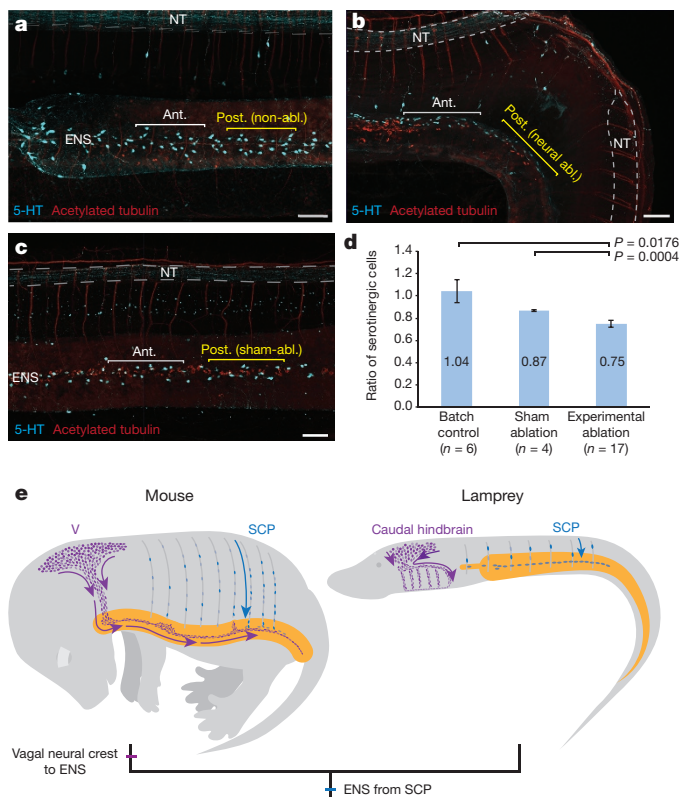 a
NT
Ant.
Post. (non-abl.)
ENS
5-HT Acetylated tubulin
b
NT
Ant.
Post. (neural abl.)
NT
5-HT Acetylated tubulin
c
NT
Ant.
Post. (sham-abl.)
ENS
5-HT Acetylated tubulin
d
P = 0.0176
P = 0.0004
Ratio of serotinergic cells
1.4
1.2
1.0
0.8
0.6
0.4
0.2
0.0
1.04
0.87
0.75
Batch control (n = 6)
Sham ablation (n = 4)
Experimental ablation (n = 17)
e
Mouse
Lamprey
V
SCP
Caudal hindbrain
SCP
Vagal neural crest
to ENS
ENS from SCP